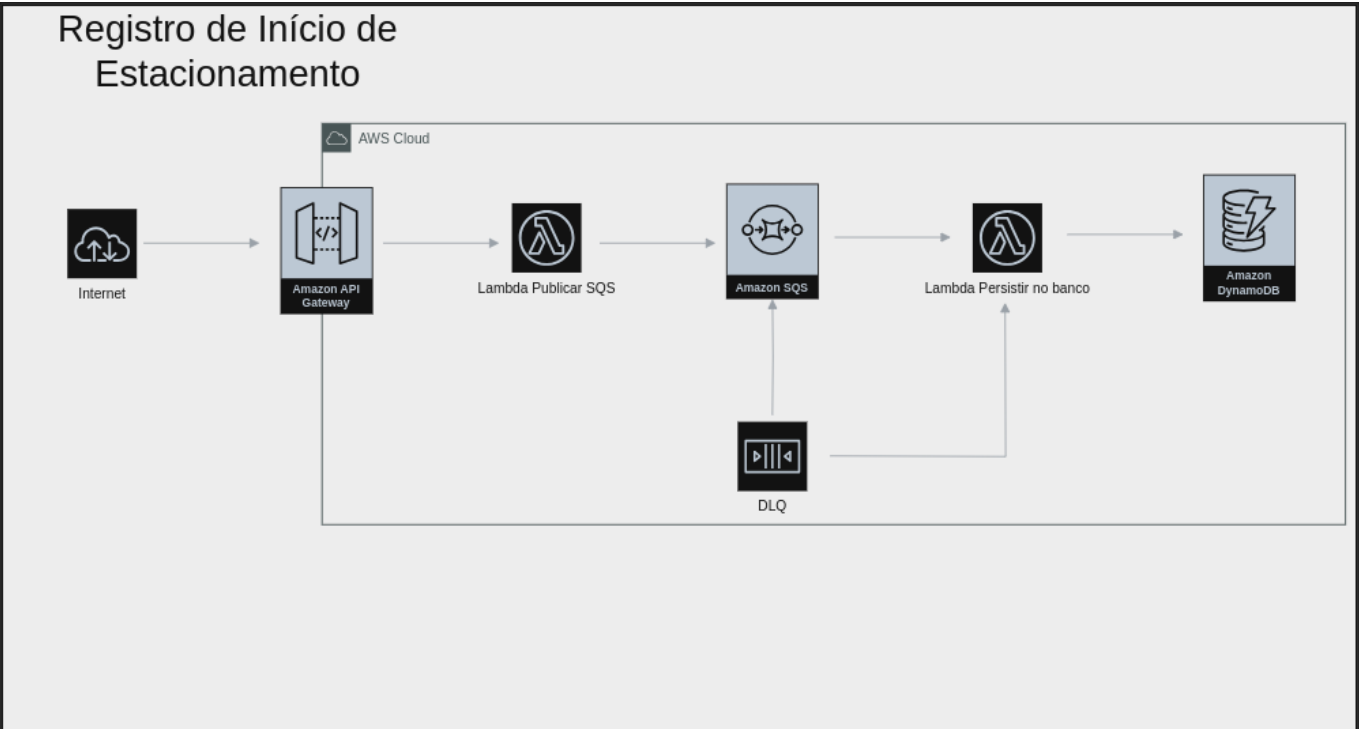 Registro de Início de
Estacionamento
AWS Cloud
Internet
Amazon API
Gateway
</>
Lambda Publicar SQS
Amazon SQS
Lambda Persistir no banco
Amazon
DynamoDB
DLQ